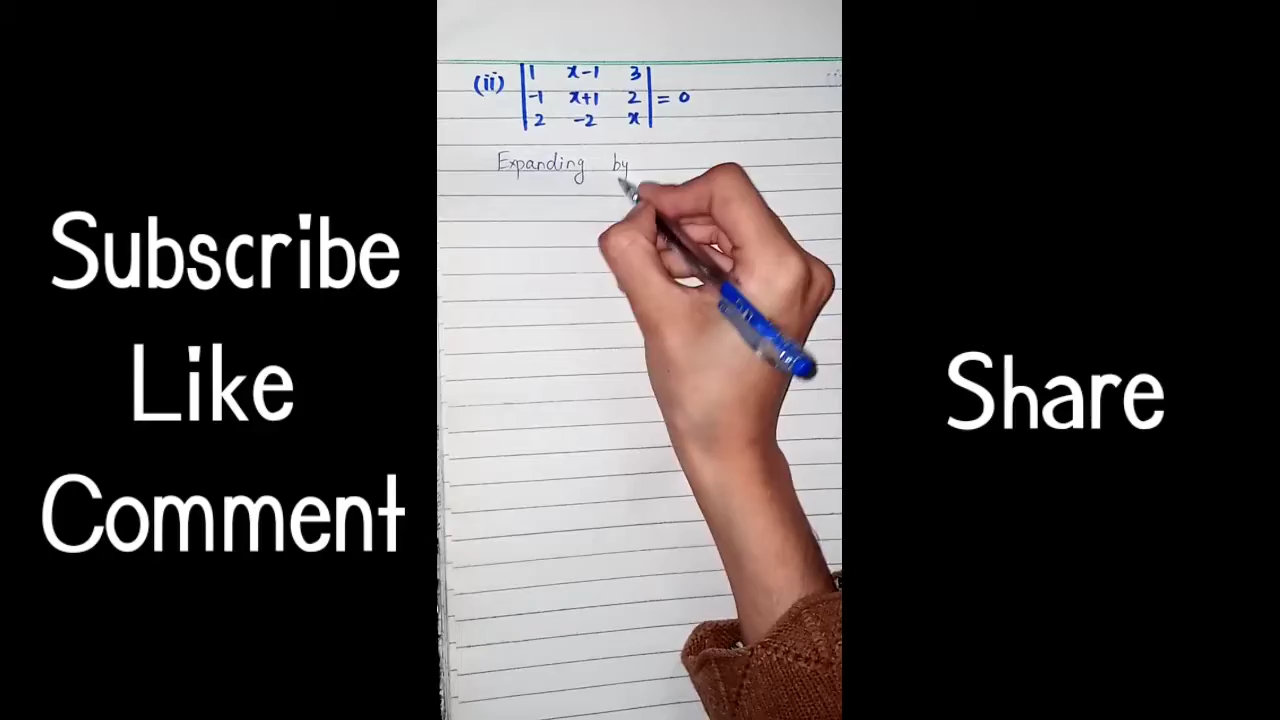 Subscribe
Like
Comment
(ii) | 1 x-1 3 |
| -1 x+1 2 | = 0
| 2 -2 x |
Expanding by
Share